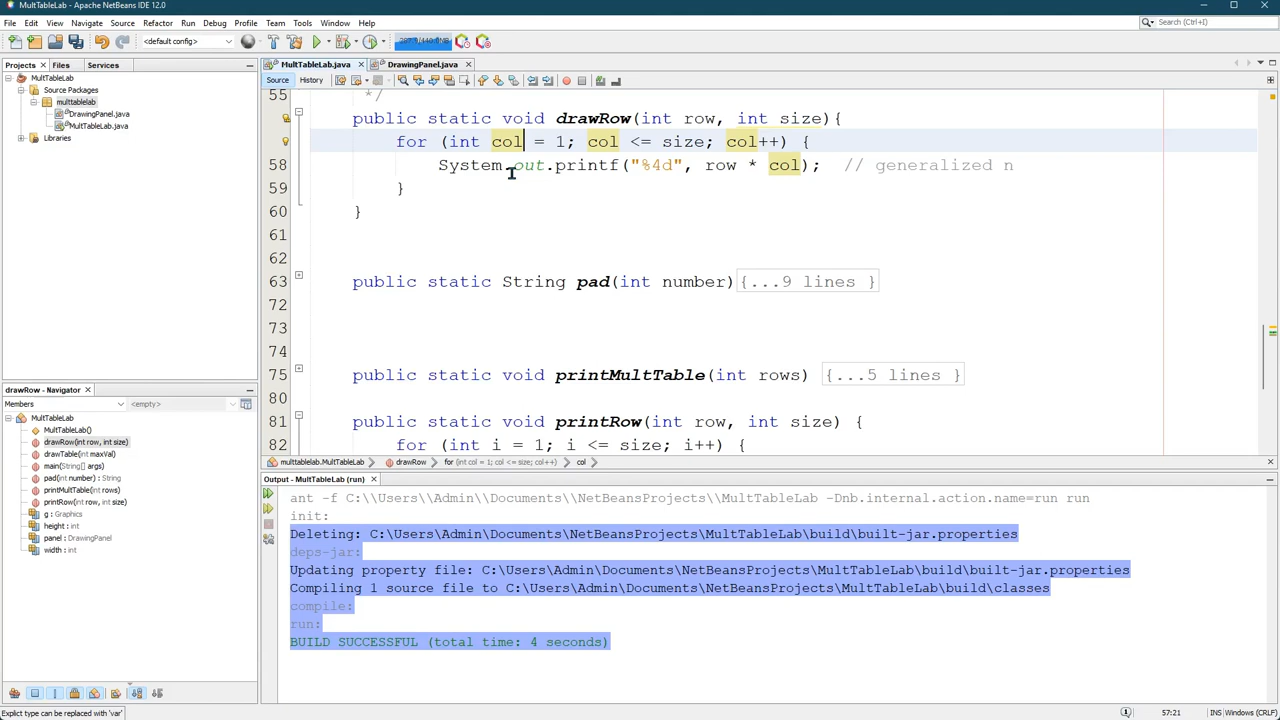 MultTableLab - Apache NetBeans IDE 12.0
File Edit View Navigate Source Refactor Run Debug Profile Team Tools Window Help
Search (Ctrl+I)
<default config>
Projects Files Services
MultTableLab
Source Packages
multtablelab
DrawingPanel.java
MultTableLab.java
Libraries
MultTableLab.java DrawingPanel.java
Source History
55 */
public static void drawRow(int row, int size){
for (int col = 1; col <= size; col++) {
58 System.out.printf("%4d", row * col); // generalized n
59 }
60 }
61
62
63 public static String pad(int number){...9 lines }
72
73
74
75 public static void printMultTable(int rows) {...5 lines }
80
81 public static void printRow(int row, int size) {
82 for (int i = 1; i <= size; i++) {
multtablelab.MultTableLab drawRow for (int col = 1; col <= size; col++) col
drawRow - Navigator
Members <empty>
MultTableLab
MultTableLab()
drawRow(int row, int size)
drawTable(int maxVal)
main(String[] args)
pad(int number) : String
printMultTable(int rows)
printRow(int row, int size)
g : Graphics
height : int
panel : DrawingPanel
width : int
Output - MultTableLab (run)
ant -f C:\\Users\\Admin\\Documents\\NetBeansProjects\\MultTableLab -Dnb.internal.action.name=run run
init:
Deleting: C:\Users\Admin\Documents\NetBeansProjects\MultTableLab\build\built-jar.properties
deps-jar:
Updating property file: C:\Users\Admin\Documents\NetBeansProjects\MultTableLab\build\built-jar.properties
Compiling 1 source file to C:\Users\Admin\Documents\NetBeansProjects\MultTableLab\build\classes
compile:
run:
BUILD SUCCESSFUL (total time: 4 seconds)
Explict type can be replaced with 'var'
57:21 INS Windows (CRLF)